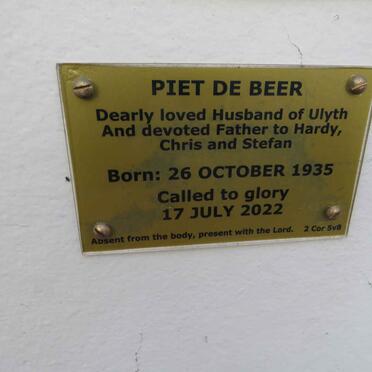 PIET DE BEER
Dearly loved Husband of Ulyth
And devoted Father to Hardy,
Chris and Stefan
Born: 26 OCTOBER 1935
Called to glory
17 JULY 2022
Absent from the body, present with the Lord. 2 Cor 5v8